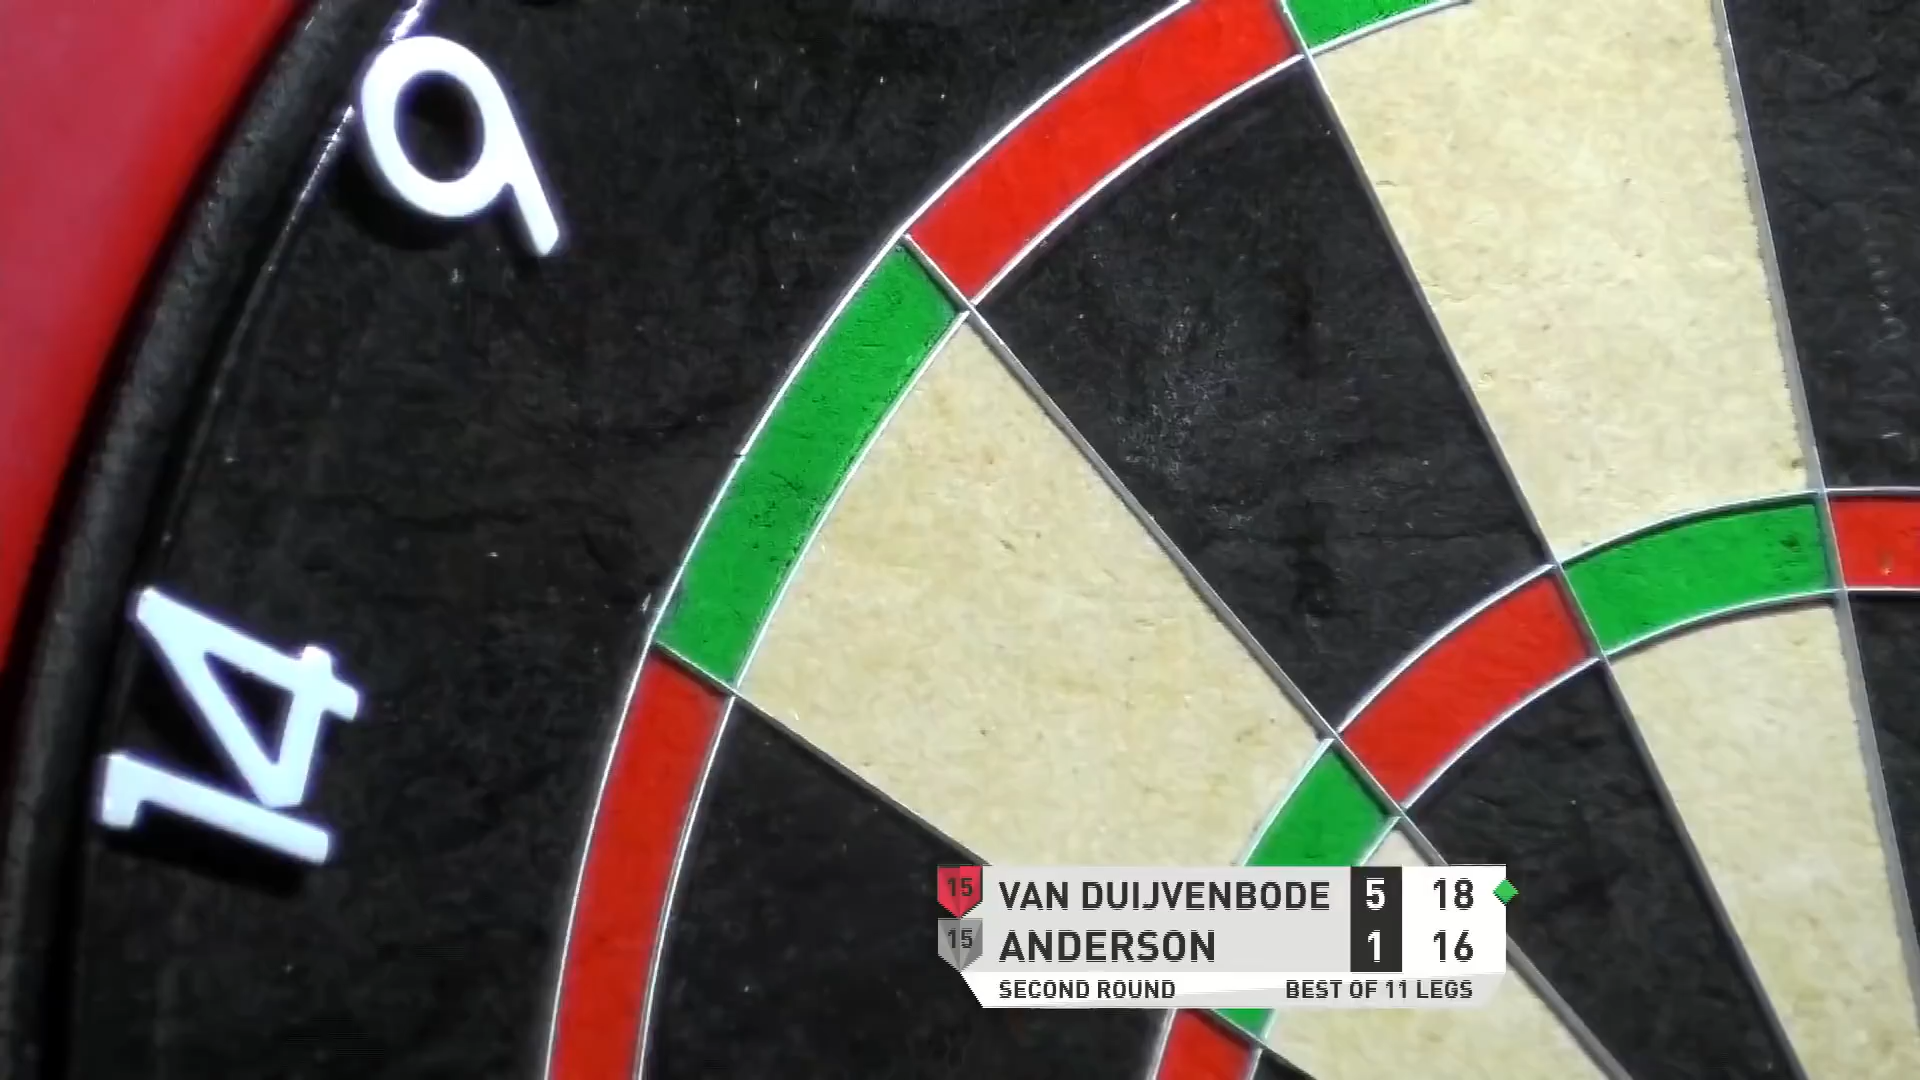 9
14
15 VAN DUIJVENBODE 5 18
15 ANDERSON 1 16
SECOND ROUND BEST OF 11 LEGS